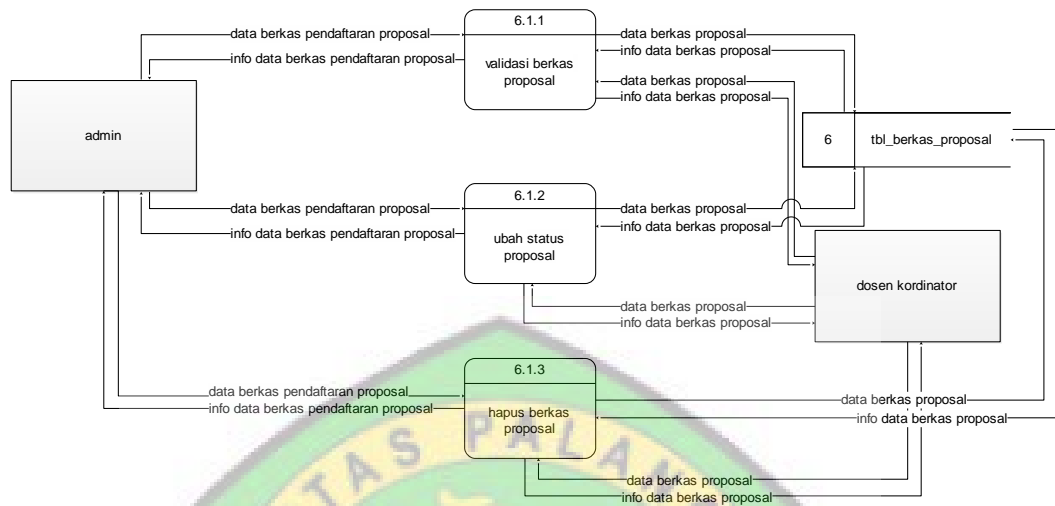 6.1.1
data berkas pendaftaran proposal
data berkas proposal
info data berkas proposal
info data berkas pendaftaran proposal
validasi berkas
proposal
data berkas proposal
info data berkas proposal
admin
6
tbl_berkas_proposal
6.1.2
data berkas pendaftaran proposal
data berkas proposal
info data berkas pendaftaran proposal
info data berkas proposal
ubah status
proposal
dosen kordinator
data berkas proposal
info data berkas proposal
6.1.3
data berkas pendaftaran proposal
data berkas proposal
info data berkas pendaftaran proposal
hapus berkas
proposal
info data berkas proposal
TAS PALAN
data berkas proposal
info data berkas proposal